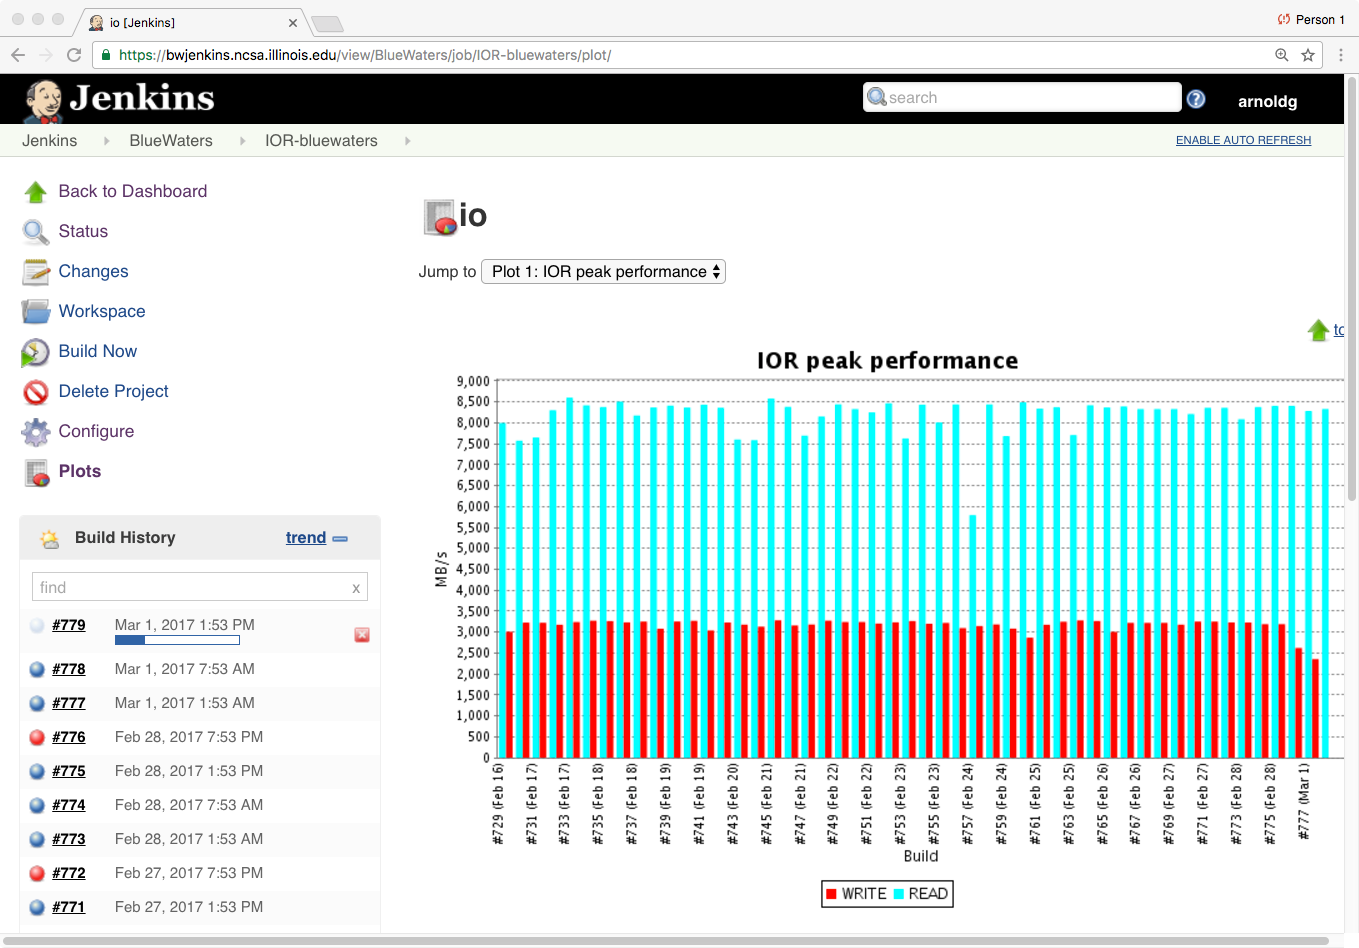 io [Jenkins]
Person 1
https://bwjenkins.ncsa.illinois.edu/view/BlueWaters/job/IOR-bluewaters/plot/
Jenkins
search
?
arnoldg
Jenkins
BlueWaters
IOR-bluewaters
ENABLE AUTO REFRESH
Back to Dashboard
Status
Changes
Workspace
Build Now
Delete Project
Configure
Plots
Build History
trend
find
x
#779 Mar 1, 2017 1:53 PM
#778 Mar 1, 2017 7:53 AM
#777 Mar 1, 2017 1:53 AM
#776 Feb 28, 2017 7:53 PM
#775 Feb 28, 2017 1:53 PM
#774 Feb 28, 2017 7:53 AM
#773 Feb 28, 2017 1:53 AM
#772 Feb 27, 2017 7:53 PM
#771 Feb 27, 2017 1:53 PM
io
Jump to Plot 1: IOR peak performance
IOR peak performance
MB/s
9,000
8,500
8,000
7,500
7,000
6,500
6,000
5,500
5,000
4,500
4,000
3,500
3,000
2,500
2,000
1,500
1,000
500
0
#729 (Feb 16)
#731 (Feb 17)
#733 (Feb 17)
#735 (Feb 18)
#737 (Feb 18)
#739 (Feb 19)
#741 (Feb 19)
#743 (Feb 20)
#745 (Feb 21)
#747 (Feb 21)
#749 (Feb 22)
#751 (Feb 22)
#753 (Feb 23)
#755 (Feb 23)
#757 (Feb 24)
#759 (Feb 24)
#761 (Feb 25)
#763 (Feb 25)
#765 (Feb 26)
#767 (Feb 26)
#769 (Feb 27)
#771 (Feb 27)
#773 (Feb 28)
#775 (Feb 28)
#777 (Mar 1)
Build
WRITE READ